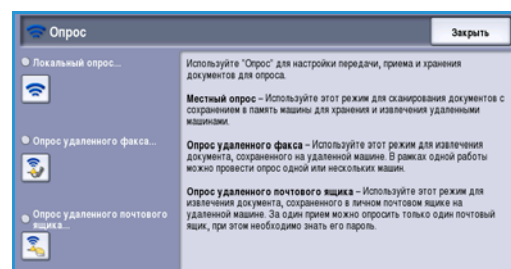 Опрос
Закрыть
Локальный опрос...
Опрос удаленного факса...
Опрос удаленного почтового
ящика...
Используйте "Опрос" для настройки передачи, приема и хранения
документов для опроса.
Местный опрос – Используйте этот режим для сканирования документов с
сохранением в память машины для хранения и извлечения удаленными
машинами.
Опрос удаленного факса – Используйте этот режим для извлечения
документа, сохраненного на удаленной машине. В рамках одной работы
можно провести опрос одной или нескольких машин.
Опрос удаленного почтового ящика – Используйте этот режим для
извлечения документа, сохраненного в личном почтовом ящике на
удаленной машине. За один прием можно опросить только один почтовый
ящик, при этом необходимо знать его пароль.